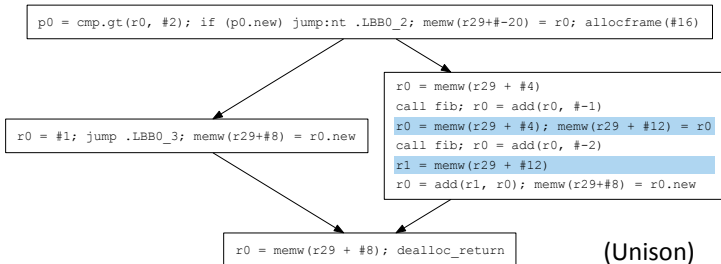 p0 = cmp.gt(r0, #2); if (p0.new) jump:nt .LBB0_2; memw(r29+#-20) = r0; allocframe(#16)
r0 = #1; jump .LBB0_3; memw(r29+#8) = r0.new
r0 = memw(r29 + #4)
call fib; r0 = add(r0, #-1)
r0 = memw(r29 + #4); memw(r29 + #12) = r0
call fib; r0 = add(r0, #-2)
r1 = memw(r29 + #12)
r0 = add(r1, r0); memw(r29+#8) = r0.new
r0 = memw(r29 + #8); dealloc_return
(Unison)